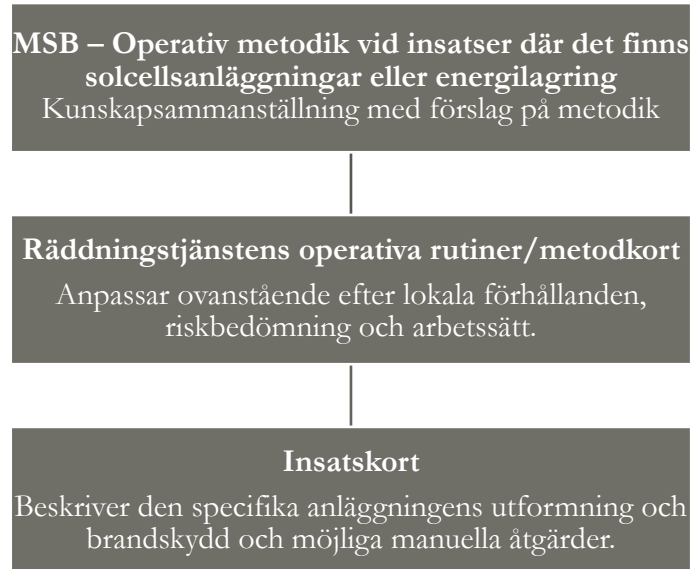 MSB – Operativ metodik vid insatser där det finns
solcellsanläggningar eller energilagring
Kunskapsammanställning med förslag på metodik
Räddningstjänstens operativa rutiner/metodkort
Anpassar ovanstående efter lokala förhållanden,
riskbedömning och arbetssätt.
Insatskort
Beskriver den specifika anläggningens utformning och
brandskydd och möjliga manuella åtgärder.